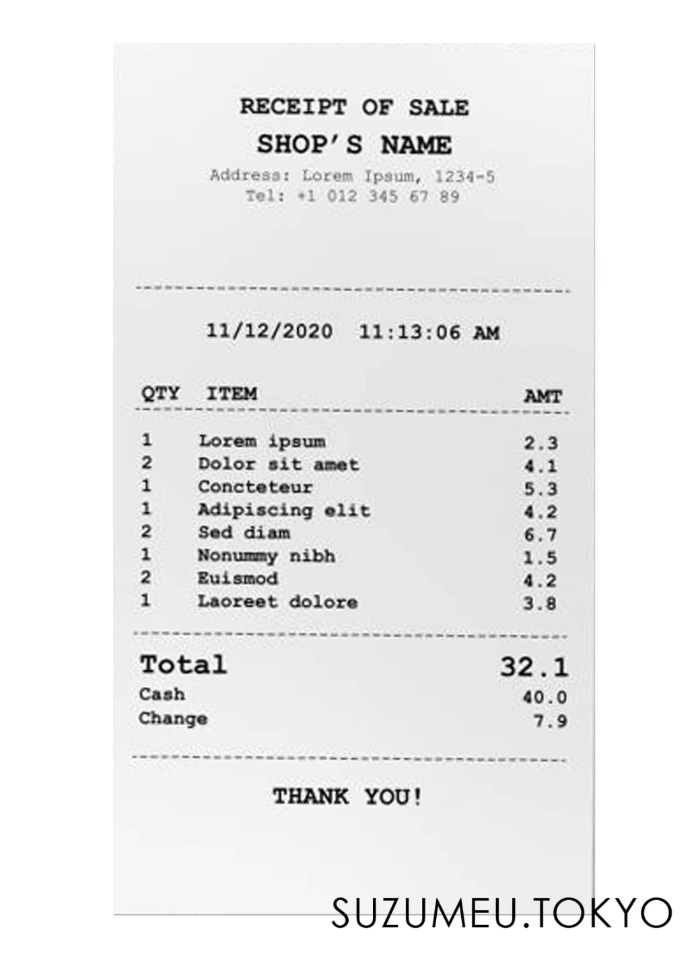 RECEIPT OF SALE
SHOP'S NAME
Address: Lorem Ipsum, 1234-5
Tel: +1 012 345 67 89
11/12/2020 11:13:06 AM
QTY ITEM AMT
1 Lorem ipsum 2.3
2 Dolor sit amet 4.1
1 Concteteur 5.3
1 Adipiscing elit 4.2
2 Sed diam 6.7
1 Nonummy nibh 1.5
2 Euismod 4.2
1 Laoreet dolore 3.8
Total 32.1
Cash 40.0
Change 7.9
THANK YOU!
SUZUMEU.TOKYO